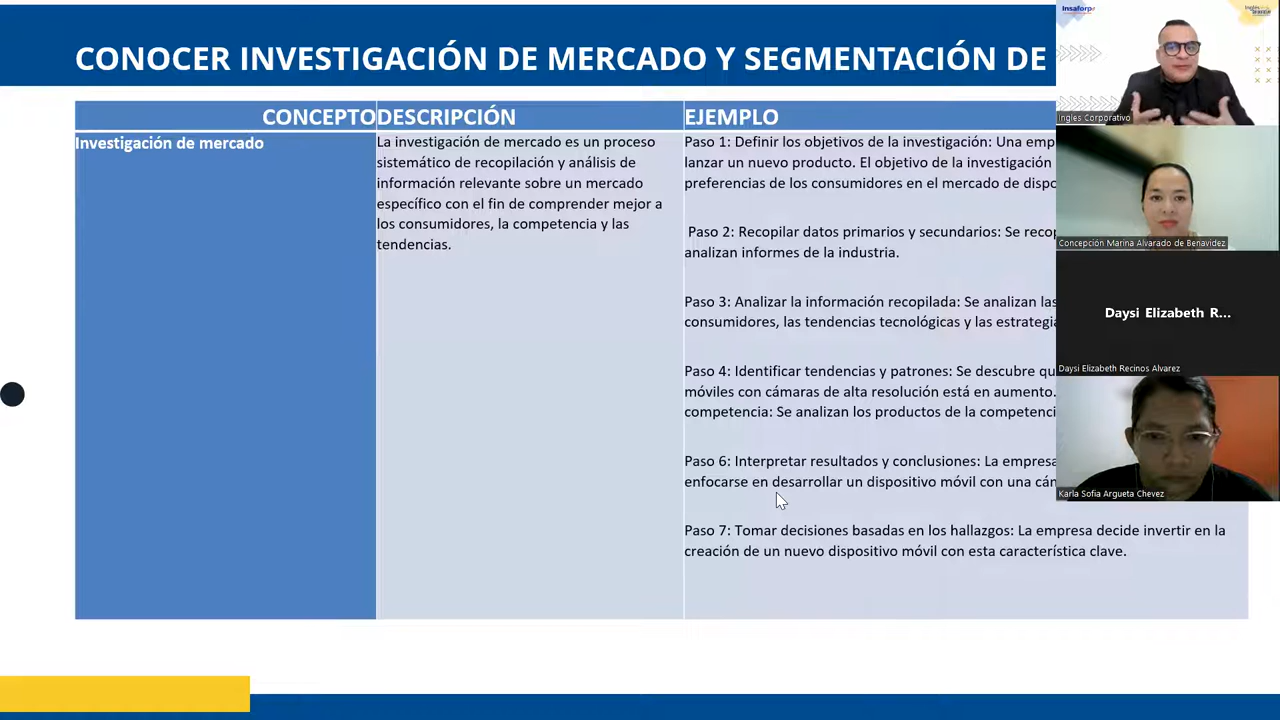 CONOCER INVESTIGACIÓN DE MERCADO Y SEGMENTACIÓN DE
CONCEPTO
DESCRIPCIÓN
EJEMPLO
Investigación de mercado
La investigación de mercado es un proceso
sistemático de recopilación y análisis de
información relevante sobre un mercado
específico con el fin de comprender mejor a
los consumidores, la competencia y las
tendencias.
Paso 1: Definir los objetivos de la investigación: Una emp
lanzar un nuevo producto. El objetivo de la investigación
preferencias de los consumidores en el mercado de dispo
Paso 2: Recopilar datos primarios y secundarios: Se recop
analizan informes de la industria.
Paso 3: Analizar la información recopilada: Se analizan las
consumidores, las tendencias tecnológicas y las estrategia
Paso 4: Identificar tendencias y patrones: Se descubre qu
móviles con cámaras de alta resolución está en aumento.
competencia: Se analizan los productos de la competenci
Paso 6: Interpretar resultados y conclusiones: La empresa
enfocarse en desarrollar un dispositivo móvil con una cám
Paso 7: Tomar decisiones basadas en los hallazgos: La empresa decide invertir en la
creación de un nuevo dispositivo móvil con esta característica clave.
Insaforp
Ingles Corporativo
Concepción Marina Alvarado de Benavidez
Daysi Elizabeth R...
Daysi Elizabeth Recinos Alvarez
Karla Sofia Argueta Chevez